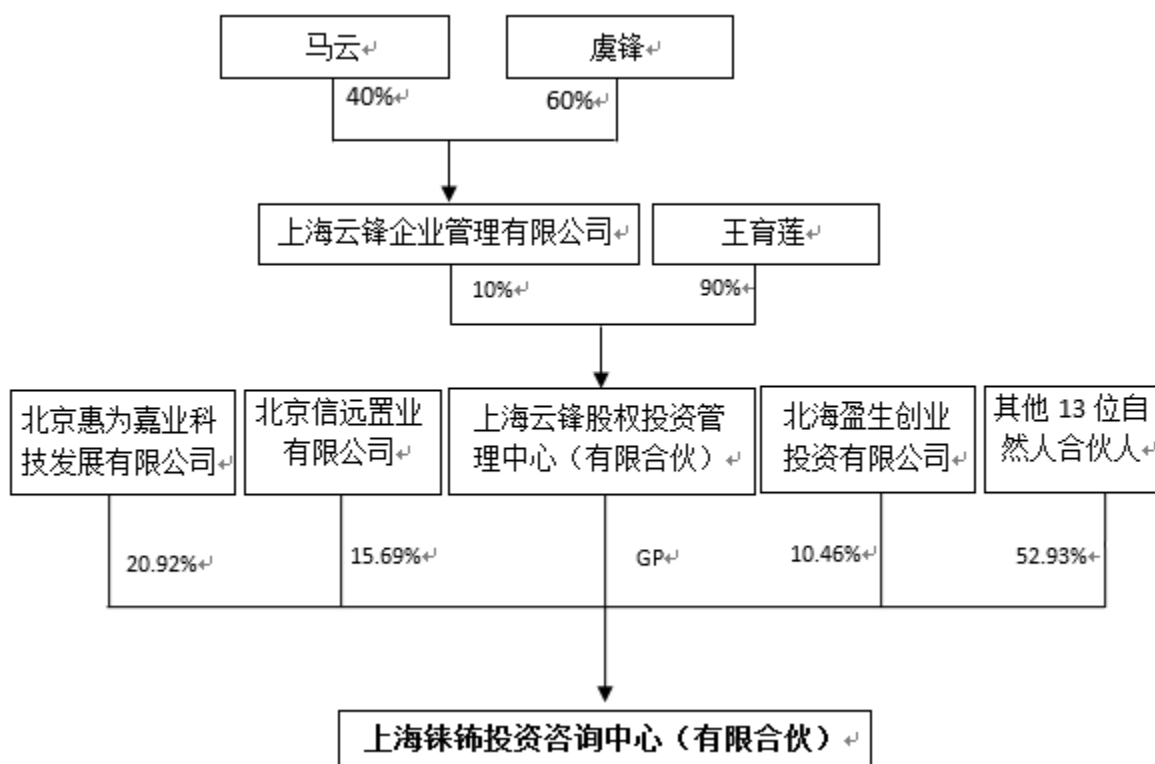 马云
虞锋
40%
60%
上海云锋企业管理有限公司
王育莲
10%
90%
北京惠为嘉业科
技发展有限公司
北京信远置业
有限公司
上海云锋股权投资管
理中心（有限合伙）
北海盈生创业
投资有限公司
其他 13 位自
然人合伙人
20.92%
15.69%
GP
10.46%
52.93%
上海铼钸投资咨询中心（有限合伙）